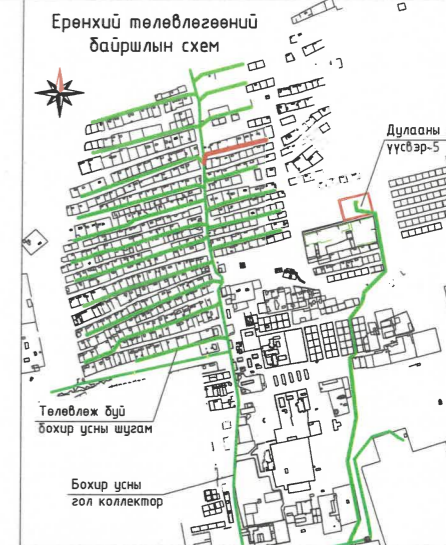 Ерөнхий төлөвлөгөөний
байршлын схем
Дулааны
үүсвэр-5
Төлөвлөж буй
бохир усны шугам
Бохир усны
гол коллектор